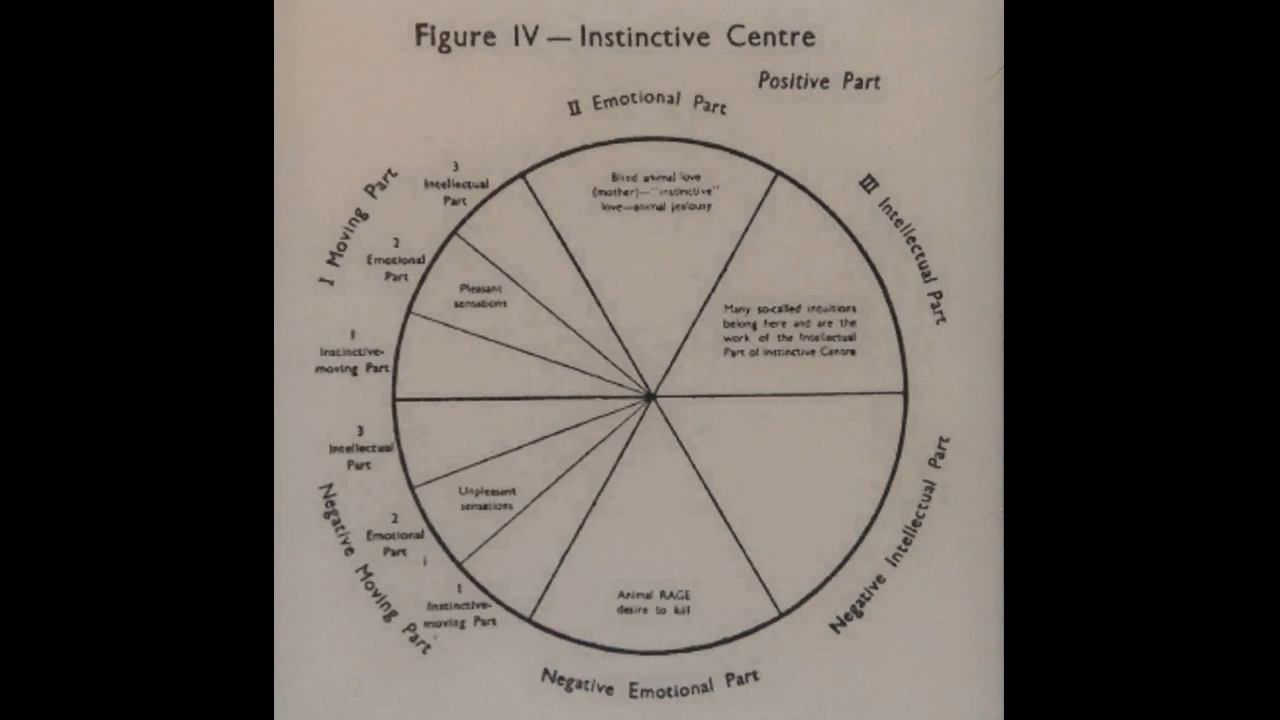 Figure IV — Instinctive Centre
Positive Part
II Emotional Part
I Moving Part
3
Intellectual
Part
2
Emotional
Part
1
Instinctive-
moving Part
Pleasant
sensations
Blind animal love
(mother)—"instinctive"
love—animal jealousy
III Intellectual Part
Many so-called intuitions
belong here and are the
work of the Intellectual
Part of Instinctive Centre
3
Intellectual
Part
2
Emotional
Part
1
Instinctive-
moving Part
Unpleasant
sensations
Negative Moving Part
Animal RAGE
desire to kill
Negative Emotional Part
Negative Intellectual Part